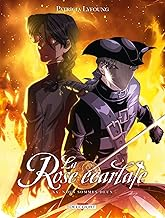 Patricia Lyfoung
La
Rose écarlate
NOUS SOMMES DEUX
DELCOURT